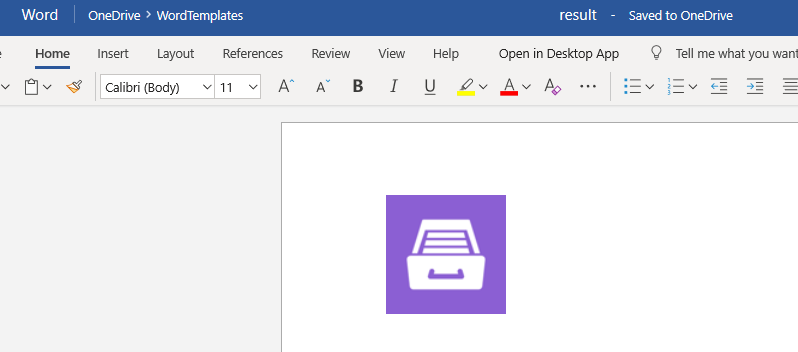 Word OneDrive > WordTemplates result - Saved to OneDrive
Home Insert Layout References Review View Help Open in Desktop App Tell me what you want
Calibri (Body) 11 A A B I U A A ...